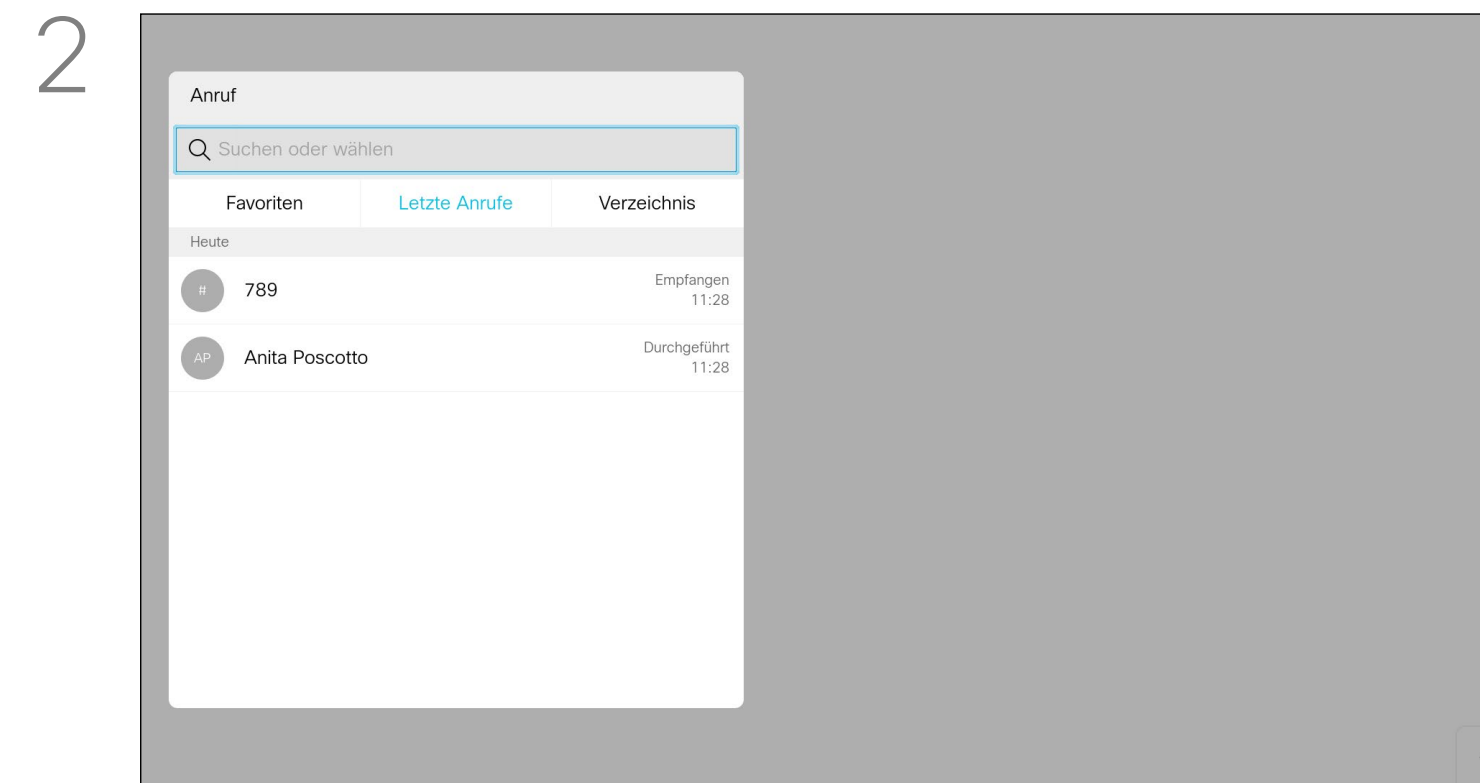 2
Anruf
Suchen oder wählen
Favoriten Letzte Anrufe Verzeichnis
Heute
# 789 Empfangen
11:28
AP Anita Poscotto Durchgeführt
11:28